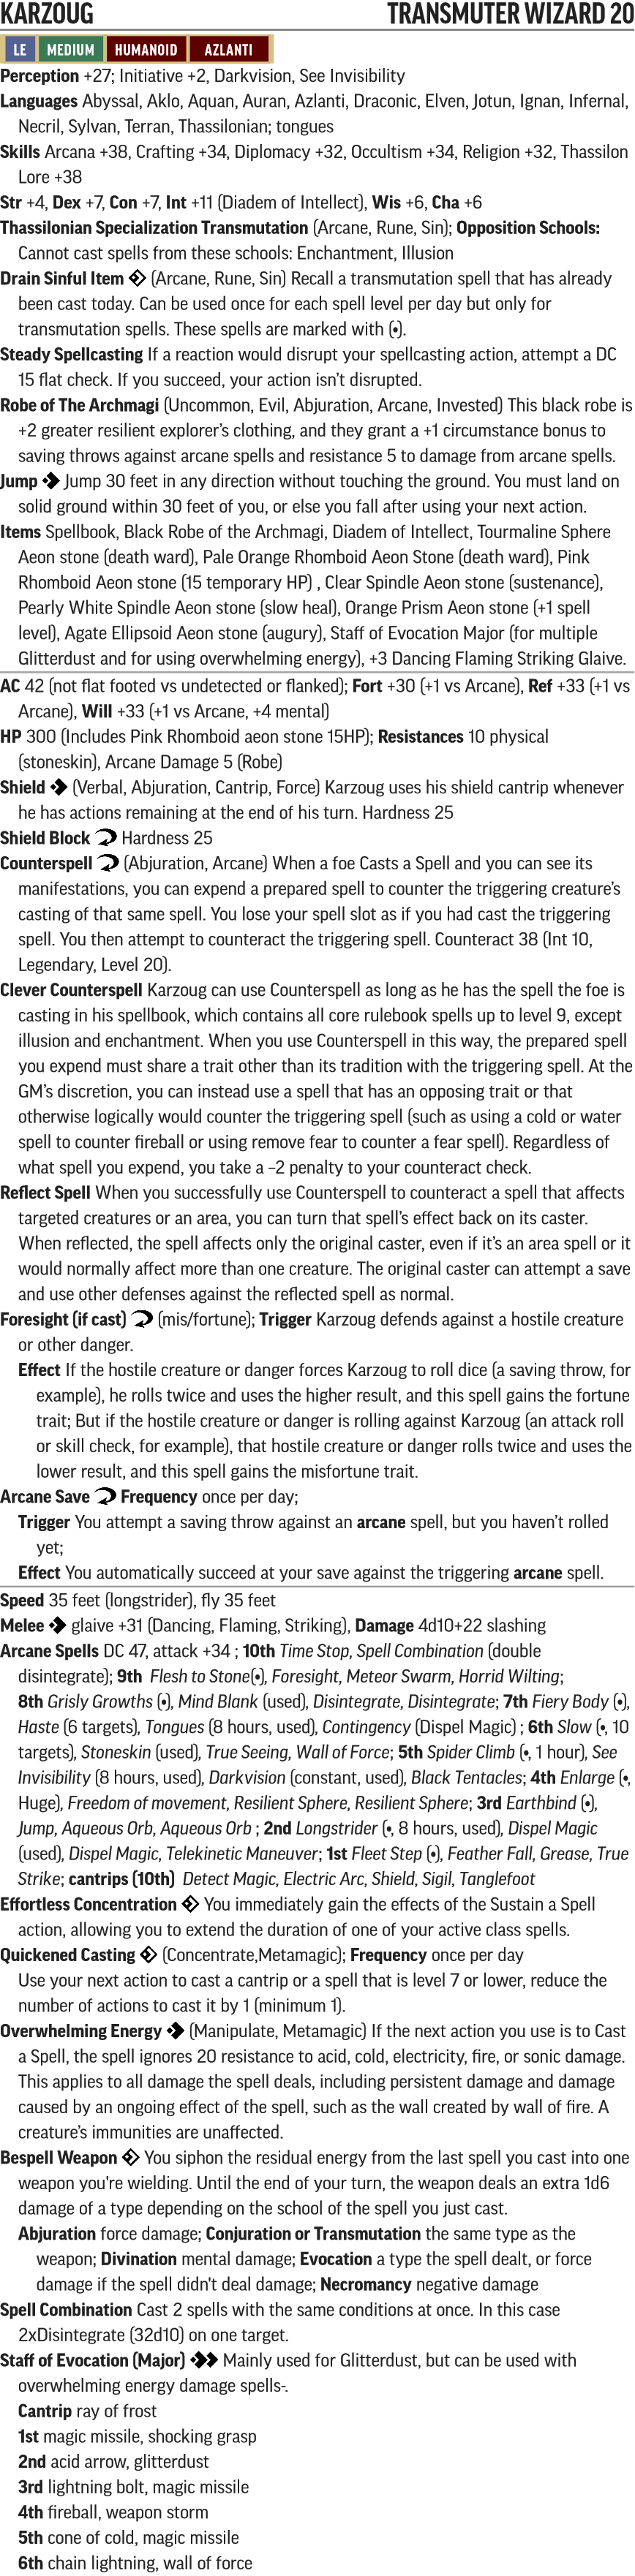 KARZOUG TRANSMUTER WIZARD 20
LE MEDIUM HUMANOID AZLANTI
Perception +27; Initiative +2, Darkvision, See Invisibility
Languages Abyssal, Aklo, Aquan, Auran, Azlanti, Draconic, Elven, Jotun, Ignan, Infernal,
Necril, Sylvan, Terran, Thassilonian; tongues
Skills Arcana +38, Crafting +34, Diplomacy +32, Occultism +34, Religion +32, Thassilon
Lore +38
Str +4, Dex +7, Con +7, Int +11 (Diadem of Intellect), Wis +6, Cha +6
Thassilonian Specialization Transmutation (Arcane, Rune, Sin); Opposition Schools:
Cannot cast spells from these schools: Enchantment, Illusion
Drain Sinful Item (Arcane, Rune, Sin) Recall a transmutation spell that has already
been cast today. Can be used once for each spell level per day but only for
transmutation spells. These spells are marked with (•).
Steady Spellcasting If a reaction would disrupt your spellcasting action, attempt a DC
15 flat check. If you succeed, your action isn't disrupted.
Robe of The Archmagi (Uncommon, Evil, Abjuration, Arcane, Invested) This black robe is
+2 greater resilient explorer's clothing, and they grant a +1 circumstance bonus to
saving throws against arcane spells and resistance 5 to damage from arcane spells.
Jump Jump 30 feet in any direction without touching the ground. You must land on
solid ground within 30 feet of you, or else you fall after using your next action.
Items Spellbook, Black Robe of the Archmagi, Diadem of Intellect, Tourmaline Sphere
Aeon stone (death ward), Pale Orange Rhomboid Aeon Stone (death ward), Pink
Rhomboid Aeon stone (15 temporary HP) , Clear Spindle Aeon stone (sustenance),
Pearly White Spindle Aeon stone (slow heal), Orange Prism Aeon stone (+1 spell
level), Agate Ellipsoid Aeon stone (augury), Staff of Evocation Major (for multiple
Glitterdust and for using overwhelming energy), +3 Dancing Flaming Striking Glaive.
AC 42 (not flat footed vs undetected or flanked); Fort +30 (+1 vs Arcane), Ref +33 (+1 vs
Arcane), Will +33 (+1 vs Arcane, +4 mental)
HP 300 (Includes Pink Rhomboid aeon stone 15HP); Resistances 10 physical
(stoneskin), Arcane Damage 5 (Robe)
Shield (Verbal, Abjuration, Cantrip, Force) Karzoug uses his shield cantrip whenever
he has actions remaining at the end of his turn. Hardness 25
Shield Block Hardness 25
Counterspell (Abjuration, Arcane) When a foe Casts a Spell and you can see its
manifestations, you can expend a prepared spell to counter the triggering creature's
casting of that same spell. You lose your spell slot as if you had cast the triggering
spell. You then attempt to counteract the triggering spell. Counteract 38 (Int 10,
Legendary, Level 20).
Clever Counterspell Karzoug can use Counterspell as long as he has the spell the foe is
casting in his spellbook, which contains all core rulebook spells up to level 9, except
illusion and enchantment. When you use Counterspell in this way, the prepared spell
you expend must share a trait other than its tradition with the triggering spell. At the
GM's discretion, you can instead use a spell that has an opposing trait or that
otherwise logically would counter the triggering spell (such as using a cold or water
spell to counter fireball or using remove fear to counter a fear spell). Regardless of
what spell you expend, you take a –2 penalty to your counteract check.
Reflect Spell When you successfully use Counterspell to counteract a spell that affects
targeted creatures or an area, you can turn that spell's effect back on its caster.
When reflected, the spell affects only the original caster, even if it's an area spell or it
would normally affect more than one creature. The original caster can attempt a save
and use other defenses against the reflected spell as normal.
Foresight (if cast) (mis/fortune); Trigger Karzoug defends against a hostile creature
or other danger.
Effect If the hostile creature or danger forces Karzoug to roll dice (a saving throw, for
example), he rolls twice and uses the higher result, and this spell gains the fortune
trait; But if the hostile creature or danger is rolling against Karzoug (an attack roll
or skill check, for example), that hostile creature or danger rolls twice and uses the
lower result, and this spell gains the misfortune trait.
Arcane Save Frequency once per day;
Trigger You attempt a saving throw against an arcane spell, but you haven't rolled
yet;
Effect You automatically succeed at your save against the triggering arcane spell.
Speed 35 feet (longstrider), fly 35 feet
Melee glaive +31 (Dancing, Flaming, Striking), Damage 4d10+22 slashing
Arcane Spells DC 47, attack +34 ; 10th Time Stop, Spell Combination (double
disintegrate); 9th Flesh to Stone(•), Foresight, Meteor Swarm, Horrid Wilting;
8th Grisly Growths (•), Mind Blank (used), Disintegrate, Disintegrate; 7th Fiery Body (•),
Haste (6 targets), Tongues (8 hours, used), Contingency (Dispel Magic) ; 6th Slow (•, 10
targets), Stoneskin (used), True Seeing, Wall of Force; 5th Spider Climb (•, 1 hour), See
Invisibility (8 hours, used), Darkvision (constant, used), Black Tentacles; 4th Enlarge (•,
Huge), Freedom of movement, Resilient Sphere, Resilient Sphere; 3rd Earthbind (•),
Jump, Aqueous Orb, Aqueous Orb ; 2nd Longstrider (•, 8 hours, used), Dispel Magic
(used), Dispel Magic, Telekinetic Maneuver; 1st Fleet Step (•), Feather Fall, Grease, True
Strike; cantrips (10th) Detect Magic, Electric Arc, Shield, Sigil, Tanglefoot
Effortless Concentration You immediately gain the effects of the Sustain a Spell
action, allowing you to extend the duration of one of your active class spells.
Quickened Casting (Concentrate,Metamagic); Frequency once per day
Use your next action to cast a cantrip or a spell that is level 7 or lower, reduce the
number of actions to cast it by 1 (minimum 1).
Overwhelming Energy (Manipulate, Metamagic) If the next action you use is to Cast
a Spell, the spell ignores 20 resistance to acid, cold, electricity, fire, or sonic damage.
This applies to all damage the spell deals, including persistent damage and damage
caused by an ongoing effect of the spell, such as the wall created by wall of fire. A
creature's immunities are unaffected.
Bespell Weapon You siphon the residual energy from the last spell you cast into one
weapon you're wielding. Until the end of your turn, the weapon deals an extra 1d6
damage of a type depending on the school of the spell you just cast.
Abjuration force damage; Conjuration or Transmutation the same type as the
weapon; Divination mental damage; Evocation a type the spell dealt, or force
damage if the spell didn't deal damage; Necromancy negative damage
Spell Combination Cast 2 spells with the same conditions at once. In this case
2xDisintegrate (32d10) on one target.
Staff of Evocation (Major) Mainly used for Glitterdust, but can be used with
overwhelming energy damage spells-.
Cantrip ray of frost
1st magic missile, shocking grasp
2nd acid arrow, glitterdust
3rd lightning bolt, magic missile
4th fireball, weapon storm
5th cone of cold, magic missile
6th chain lightning, wall of force